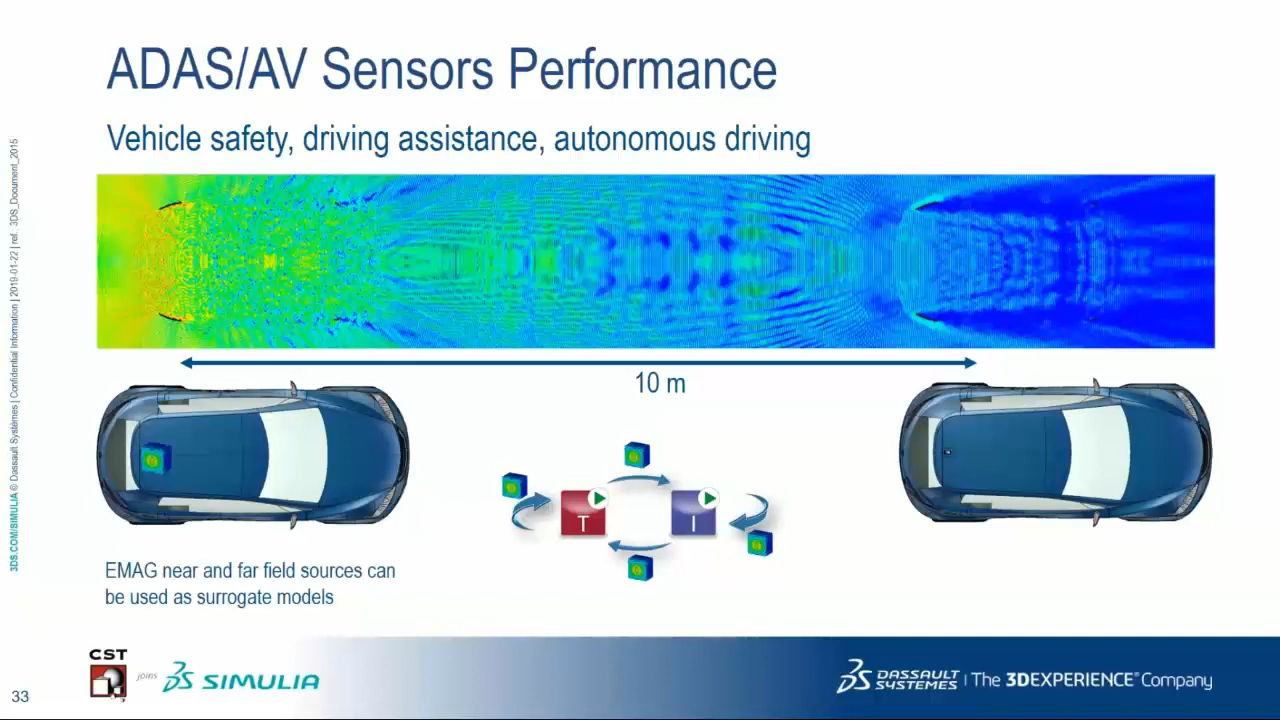 ADAS/AV Sensors Performance
Vehicle safety, driving assistance, autonomous driving
3DS.COM/SIMULIA © Dassault Systèmes | Confidential Information | 2019-01-22 | ref.: 3DS_Document_2015
10 m
T
I
EMAG near and far field sources can
be used as surrogate models
CST
joins
SIMULIA
DASSAULT
SYSTEMES | The 3DEXPERIENCE® Company
33